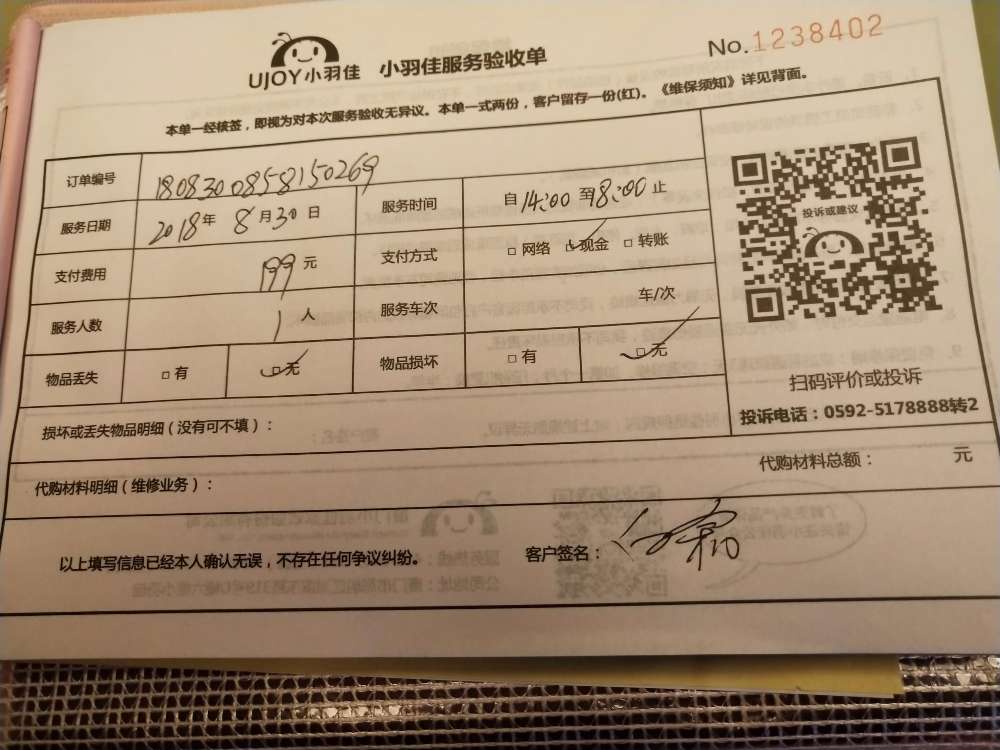 UJOY小羽佳 小羽佳服务验收单
No.1238402
本单一经核签，即视为对本次服务验收无异议。本单一式两份，客户留存一份(红)。《维保须知》详见背面。
订单编号 1808300858150269
服务日期 2018年8月30日 服务时间 自14:00至18:00止
支付费用 199元 支付方式 □网络 □现金 □转账
服务人数 1人 服务车次 车/次
物品丢失 □有 □无 物品损坏 □有 □无
投诉或建议
扫码评价或投诉
投诉电话：0592-5178888转2
损坏或丢失物品明细（没有可不填）：
代购材料明细（维修业务）： 代购材料总额： 元
以上填写信息已经本人确认无误，不存在任何争议纠纷。 客户签名：